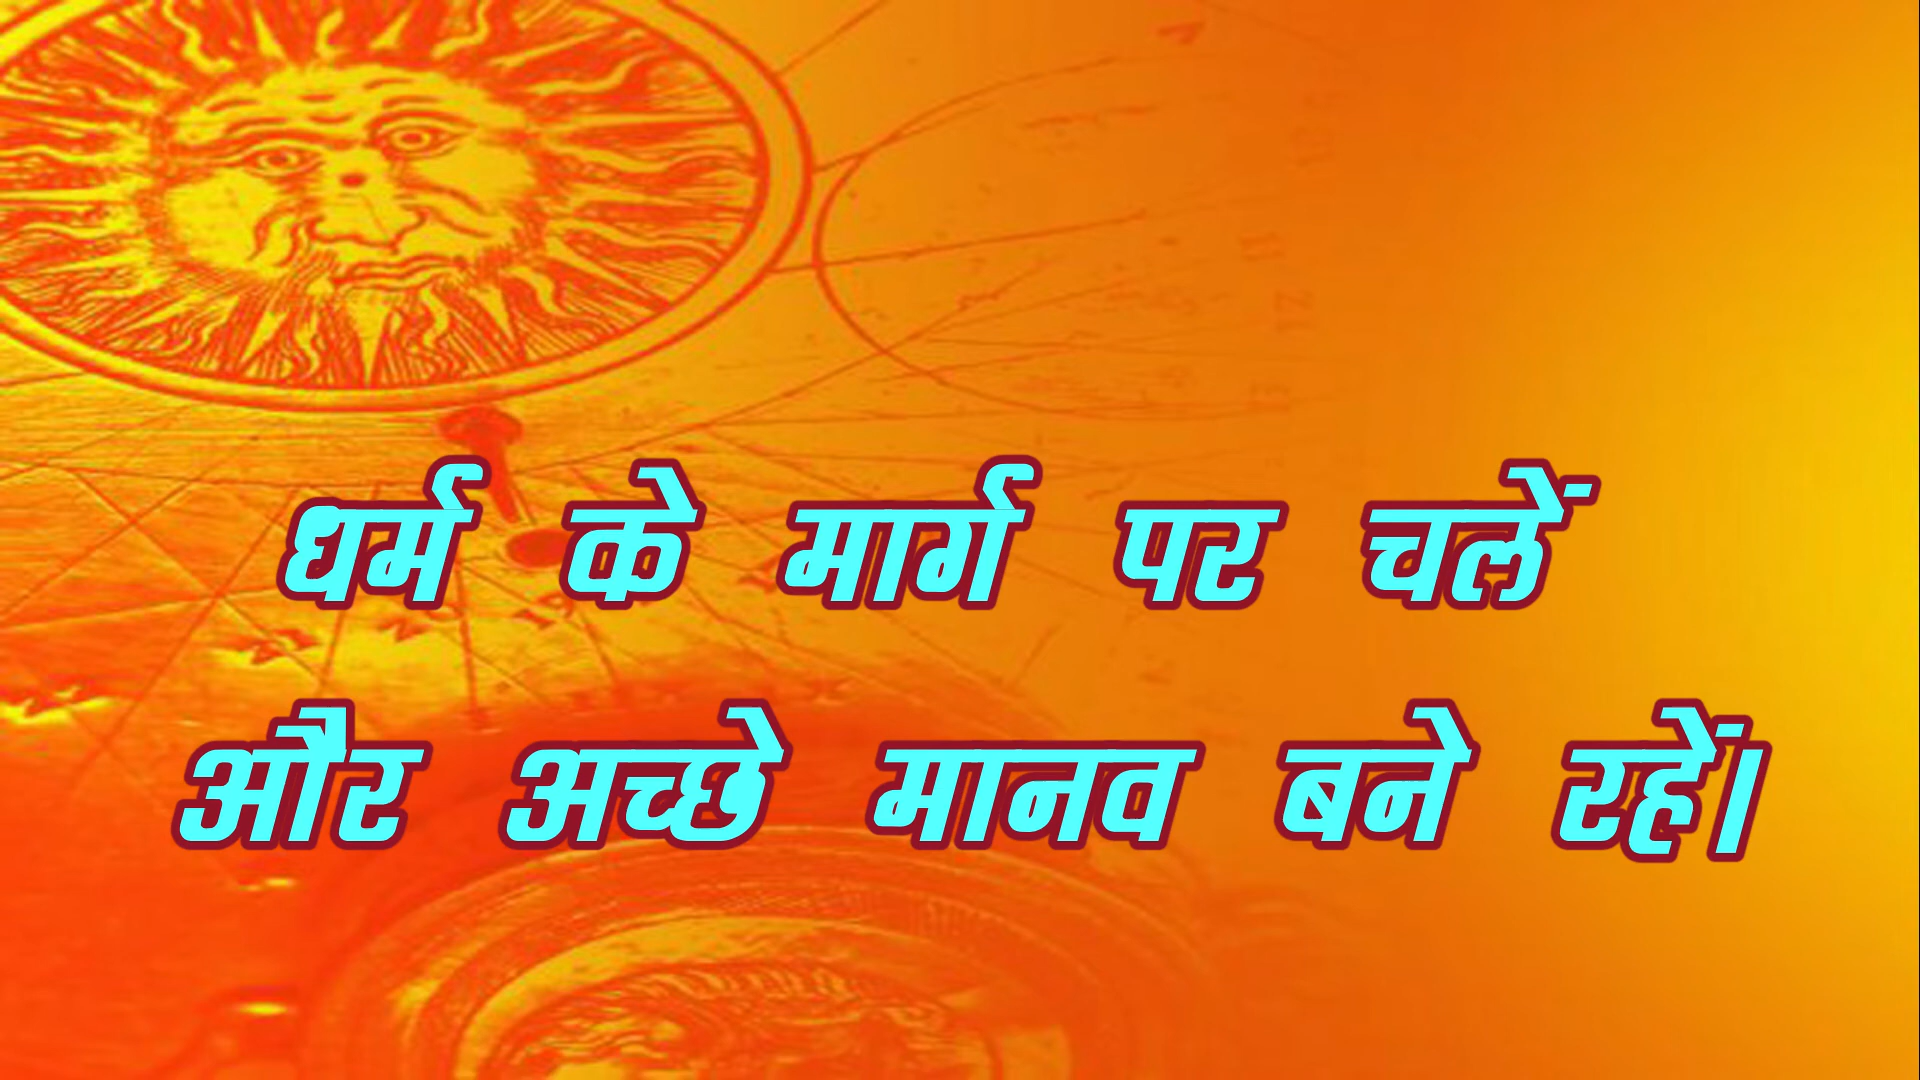 धर्म के मार्ग पर चलें
और अच्छे मानव बने रहें।